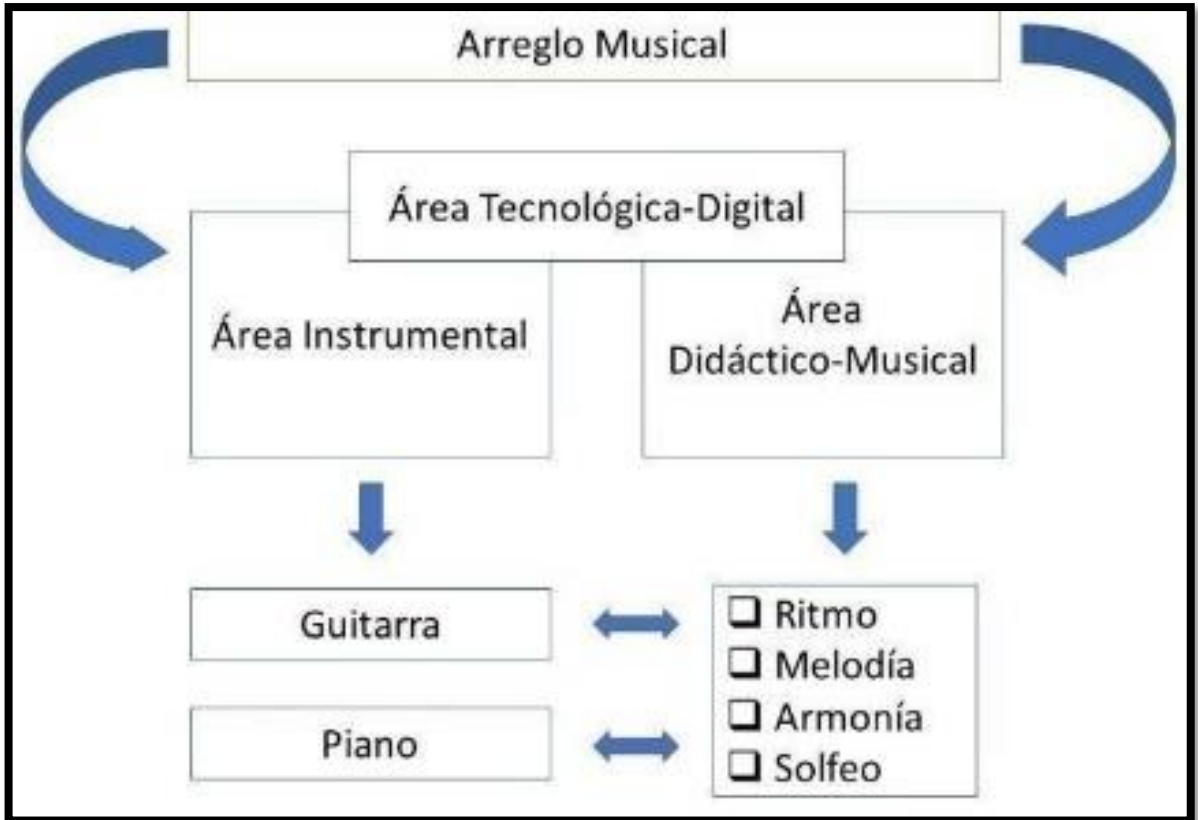 Arreglo Musical
Área Tecnológica-Digital
Área Instrumental
Área
Didáctico-Musical
Guitarra
Piano
Ritmo
Melodía
Armonía
Solfeo